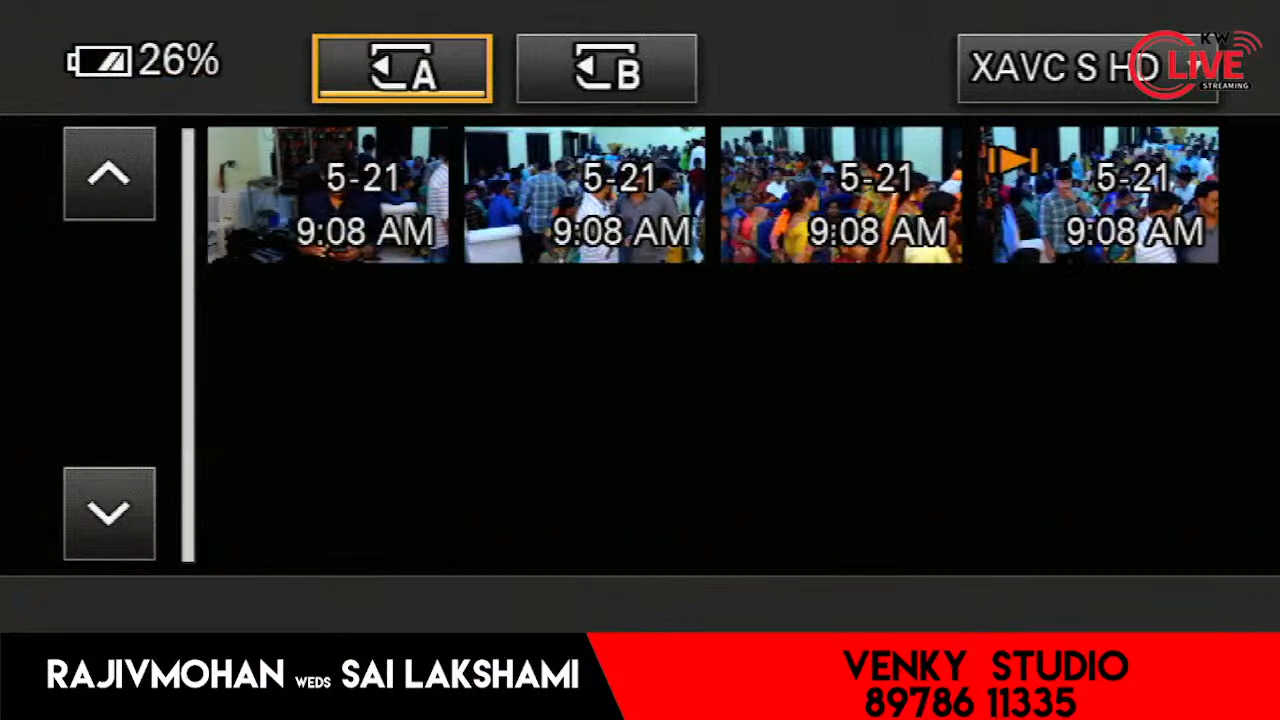 26%
A
B
XAVC S HD
KW
LIVE
STREAMING
5-21
9:08 AM
5-21
9:08 AM
5-21
9:08 AM
5-21
9:08 AM
RAJIVMOHAN WEDS SAI LAKSHAMI
VENKY STUDIO
89786 11335